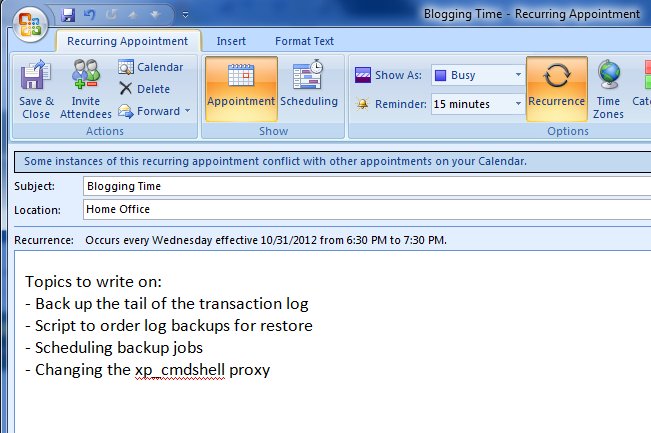 Blogging Time - Recurring Appointment
Recurring Appointment Insert Format Text
Save & Close
Invite Attendees
Calendar
Delete
Forward
Actions
Appointment
Scheduling
Show
Show As: Busy
Reminder: 15 minutes
Recurrence
Time Zones
Options
Some instances of this recurring appointment conflict with other appointments on your Calendar.
Subject: Blogging Time
Location: Home Office
Recurrence: Occurs every Wednesday effective 10/31/2012 from 6:30 PM to 7:30 PM.
Topics to write on:
- Back up the tail of the transaction log
- Script to order log backups for restore
- Scheduling backup jobs
- Changing the xp_cmdshell proxy